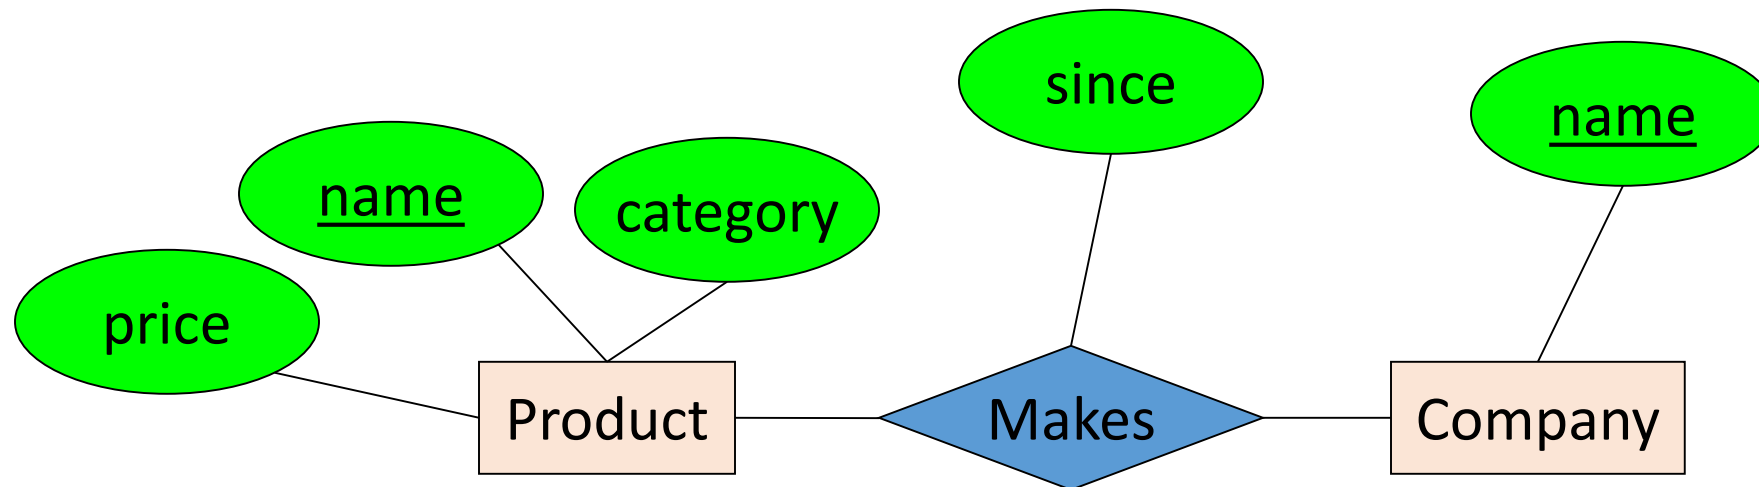 since
name
name
category
price
Product
Makes
Company